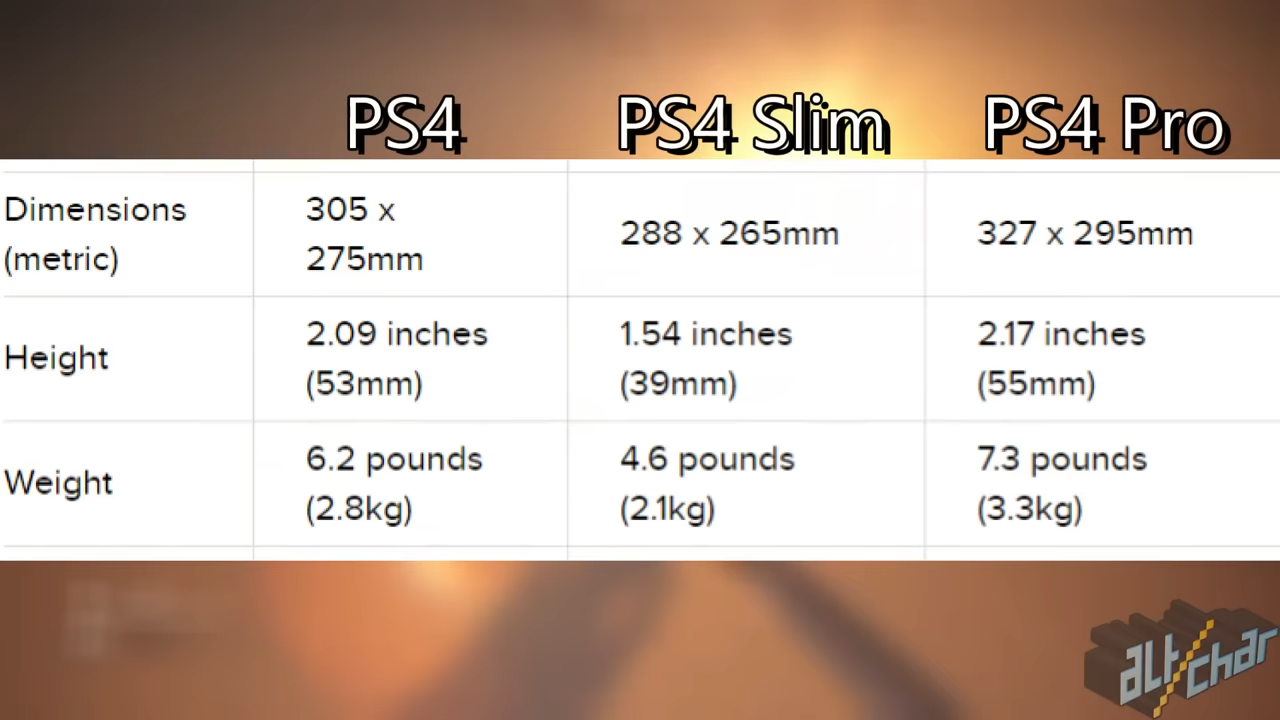 PS4 PS4 Slim PS4 Pro
Dimensions (metric) 305 x 275mm 288 x 265mm 327 x 295mm
Height 2.09 inches (53mm) 1.54 inches (39mm) 2.17 inches (55mm)
Weight 6.2 pounds (2.8kg) 4.6 pounds (2.1kg) 7.3 pounds (3.3kg)
alt/char